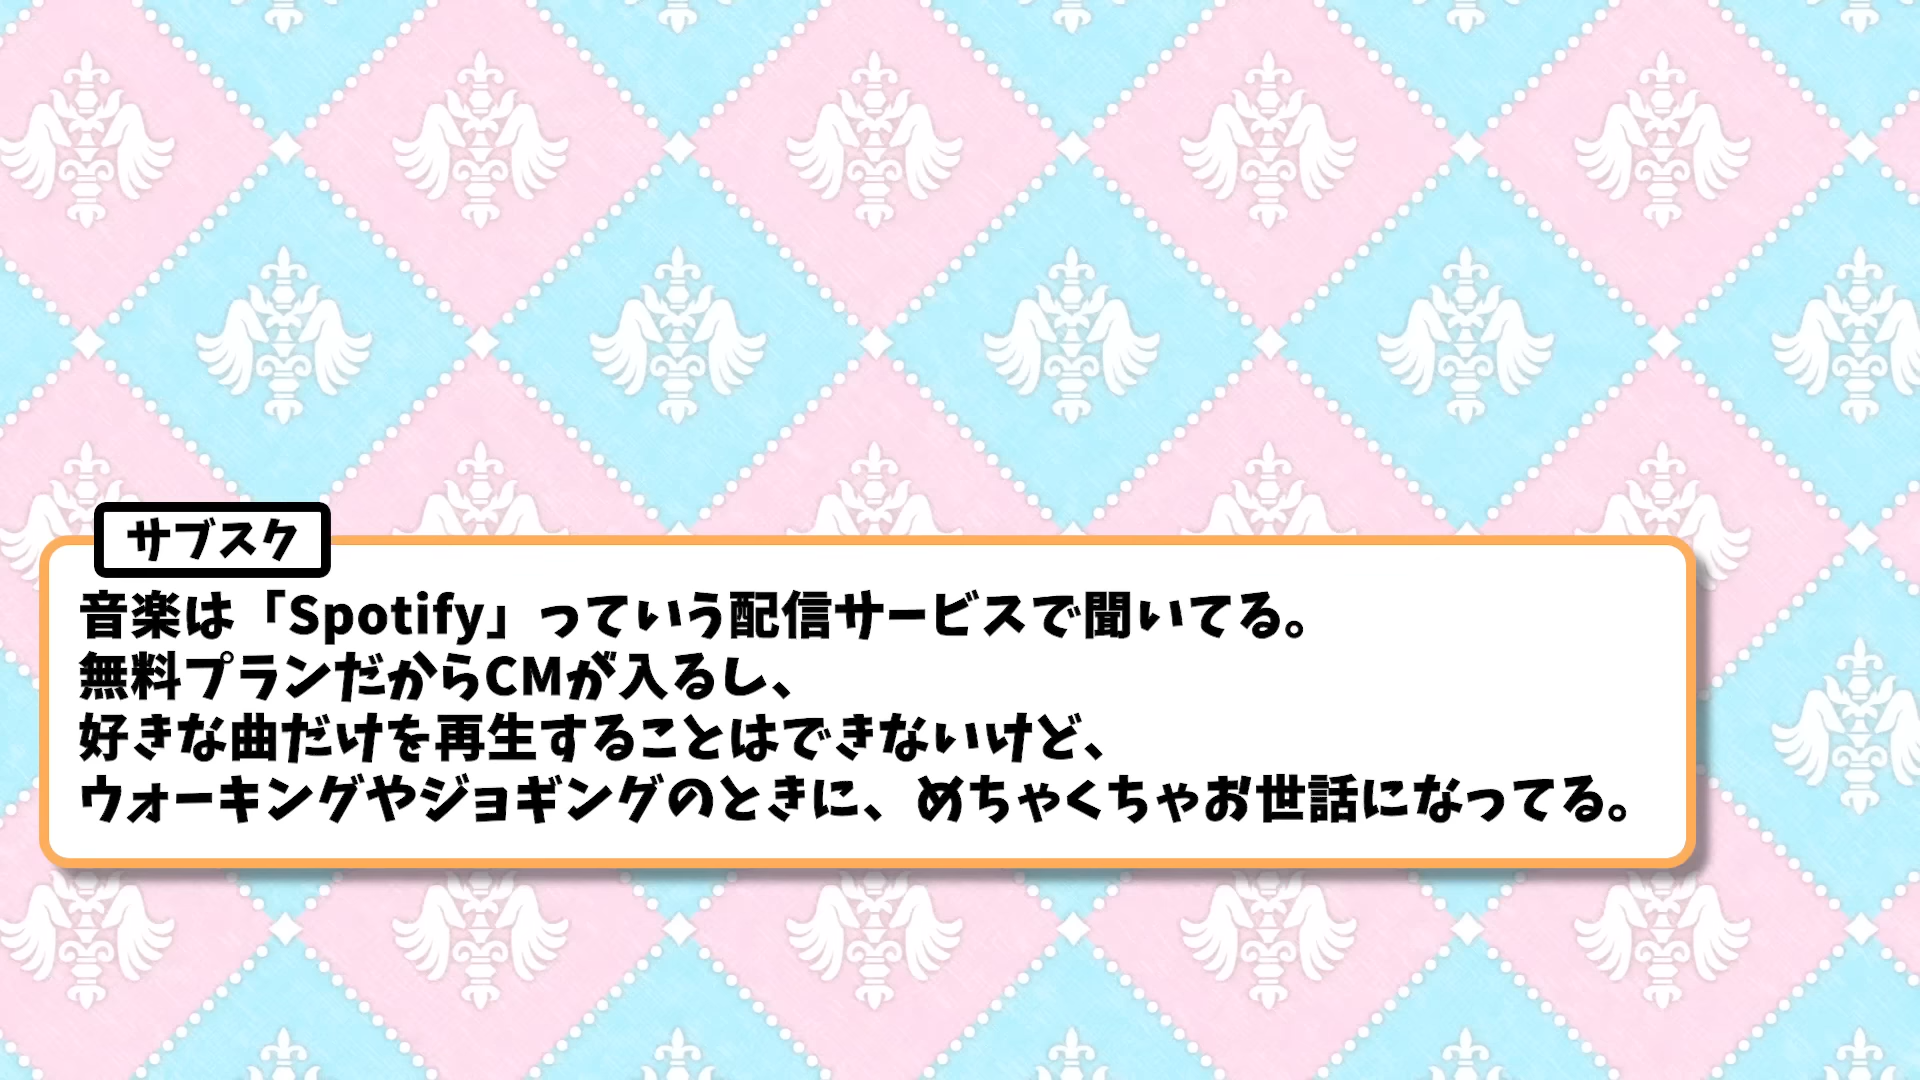 サブスク
音楽は「Spotify」っていう配信サービスで聞いてる。
無料プランだからCMが入るし、
好きな曲だけを再生することはできないけど、
ウォーキングやジョギングのときに、めちゃくちゃお世話になってる。